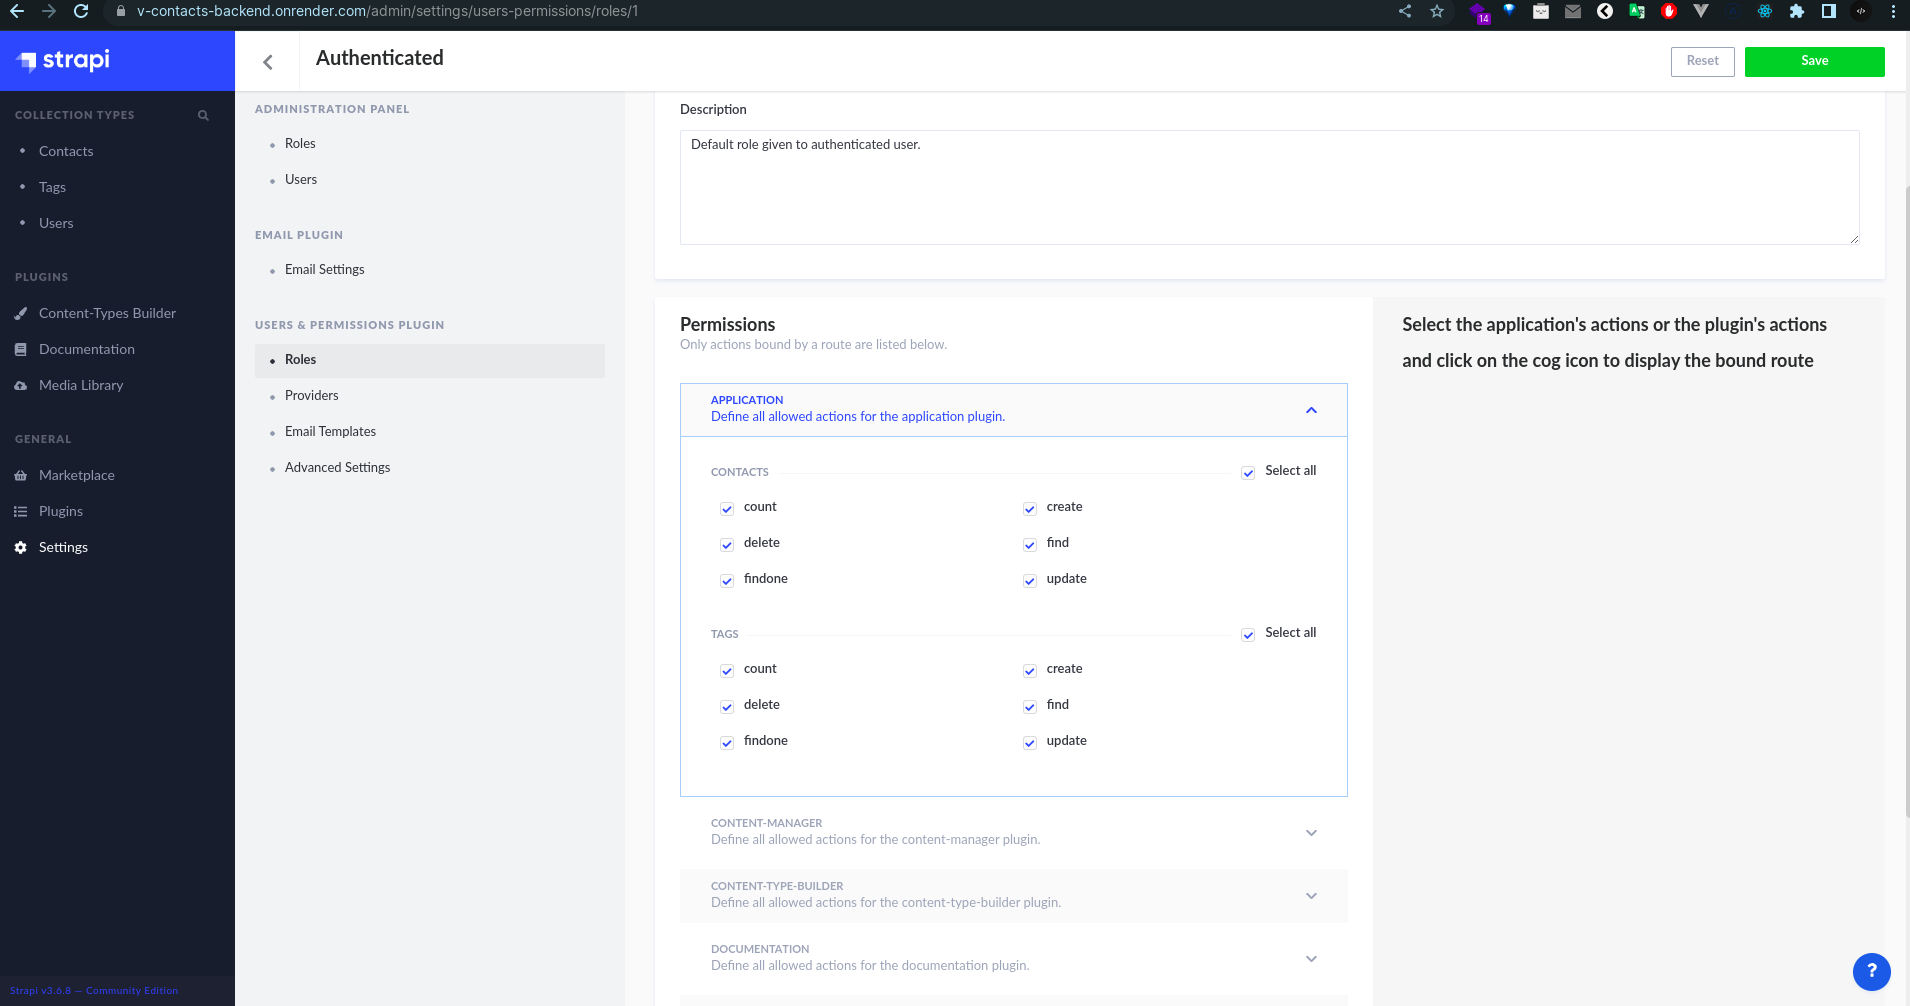 v-contacts-backend.onrender.com/admin/settings/users-permissions/roles/1
14
strapi
Authenticated
Reset
Save
COLLECTION TYPES
Contacts
Tags
Users
PLUGINS
Content-Types Builder
Documentation
Media Library
GENERAL
Marketplace
Plugins
Settings
Strapi v3.6.8 — Community Edition
ADMINISTRATION PANEL
Roles
Users
EMAIL PLUGIN
Email Settings
USERS & PERMISSIONS PLUGIN
Roles
Providers
Email Templates
Advanced Settings
Description
Default role given to authenticated user.
Permissions
Only actions bound by a route are listed below.
APPLICATION
Define all allowed actions for the application plugin.
CONTACTS
Select all
count
create
delete
find
findone
update
TAGS
Select all
count
create
delete
find
findone
update
CONTENT-MANAGER
Define all allowed actions for the content-manager plugin.
CONTENT-TYPE-BUILDER
Define all allowed actions for the content-type-builder plugin.
DOCUMENTATION
Define all allowed actions for the documentation plugin.
Select the application's actions or the plugin's actions
and click on the cog icon to display the bound route
?